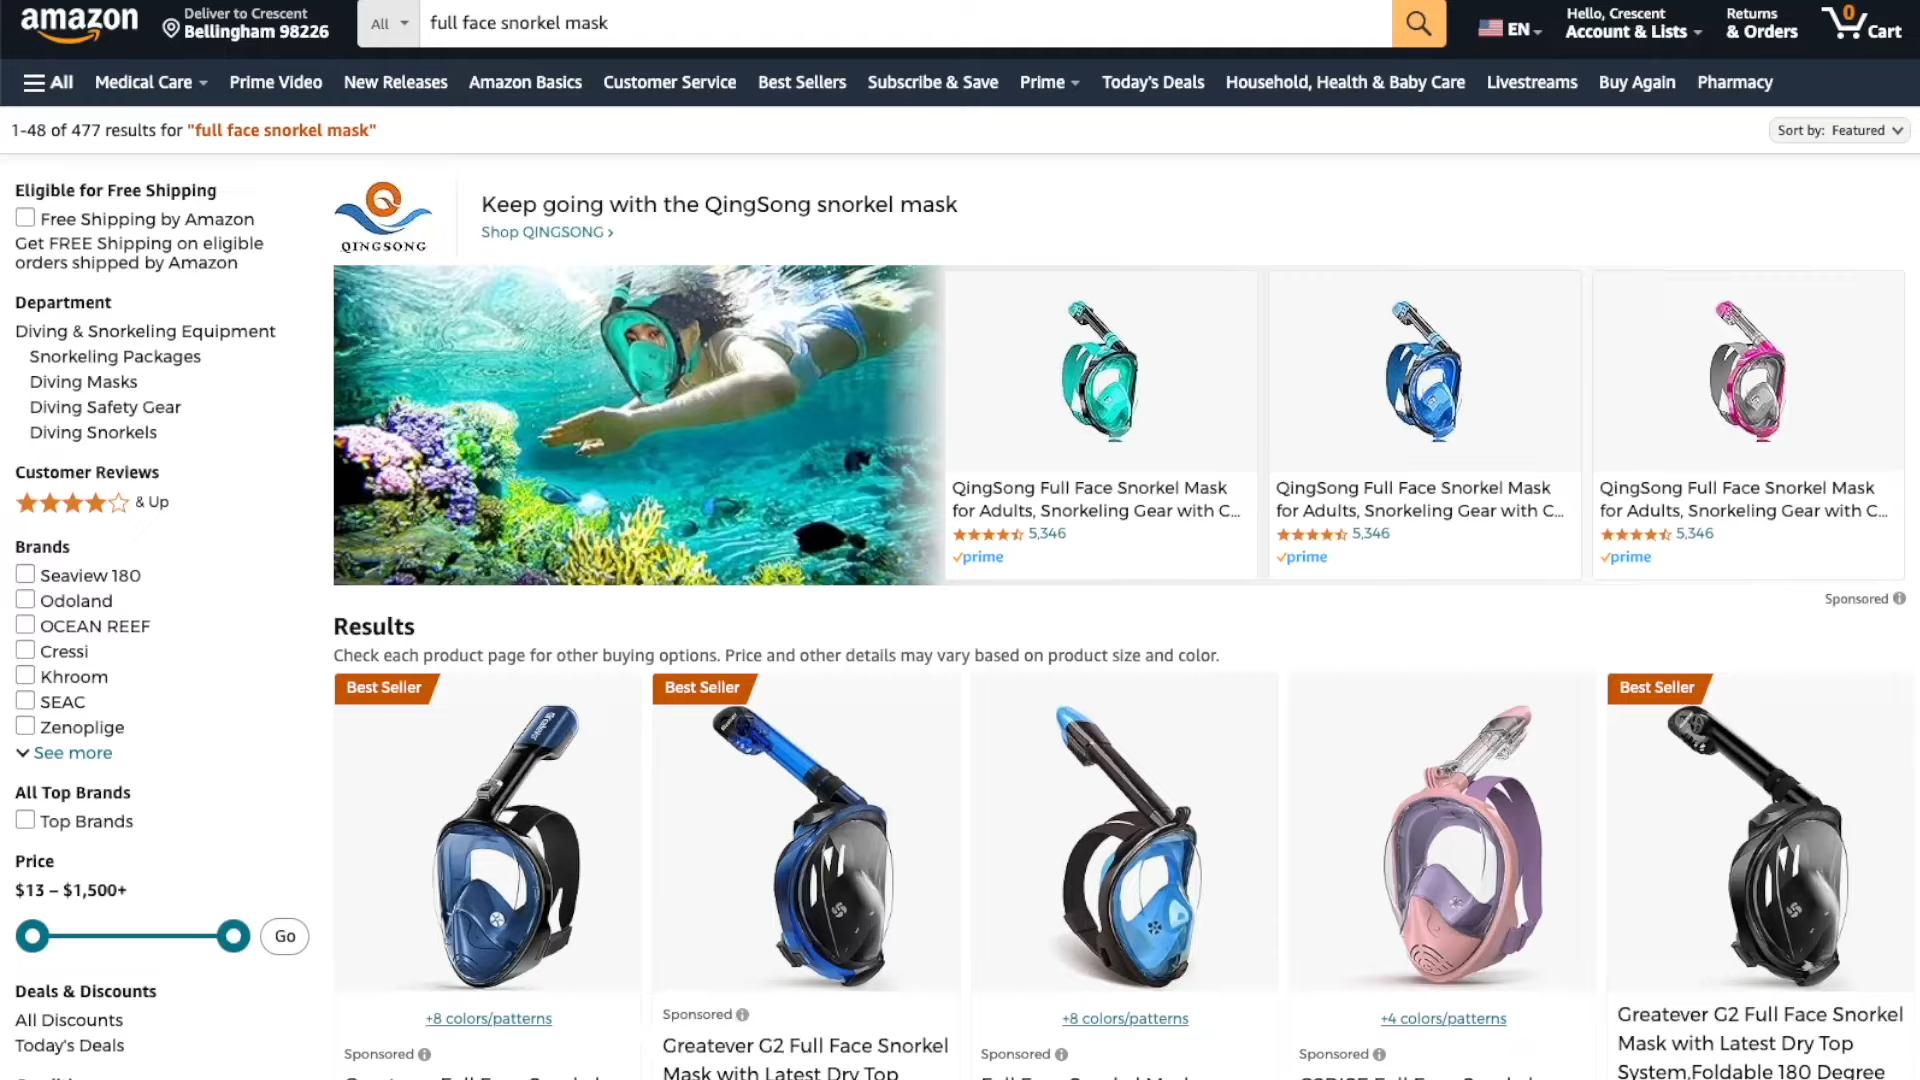 amazon
Deliver to Crescent
Bellingham 98226
All
full face snorkel mask
EN
Hello, Crescent
Account & Lists
Returns
& Orders
0
Cart
All
Medical Care
Prime Video
New Releases
Amazon Basics
Customer Service
Best Sellers
Subscribe & Save
Prime
Today's Deals
Household, Health & Baby Care
Livestreams
Buy Again
Pharmacy
1-48 of 477 results for "full face snorkel mask"
Sort by: Featured
Eligible for Free Shipping
Free Shipping by Amazon
Get FREE Shipping on eligible
orders shipped by Amazon
Department
Diving & Snorkeling Equipment
Snorkeling Packages
Diving Masks
Diving Safety Gear
Diving Snorkels
Customer Reviews
& Up
Brands
Seaview 180
Odoland
OCEAN REEF
Cressi
Khroom
SEAC
Zenoplige
See more
All Top Brands
Top Brands
Price
$13 – $1,500+
Go
Deals & Discounts
All Discounts
Today's Deals
QINGSONG
Keep going with the QingSong snorkel mask
Shop QINGSONG ›
QingSong Full Face Snorkel Mask
for Adults, Snorkeling Gear with C...
5,346
prime
QingSong Full Face Snorkel Mask
for Adults, Snorkeling Gear with C...
5,346
prime
QingSong Full Face Snorkel Mask
for Adults, Snorkeling Gear with C...
5,346
prime
Sponsored
Results
Check each product page for other buying options. Price and other details may vary based on product size and color.
Best Seller
+8 colors/patterns
Sponsored
Best Seller
Sponsored
Greatever G2 Full Face Snorkel
Mask with Latest Dry Top
+8 colors/patterns
Sponsored
+4 colors/patterns
Sponsored
Best Seller
Greatever G2 Full Face Snorkel
Mask with Latest Dry Top
System,Foldable 180 Degree